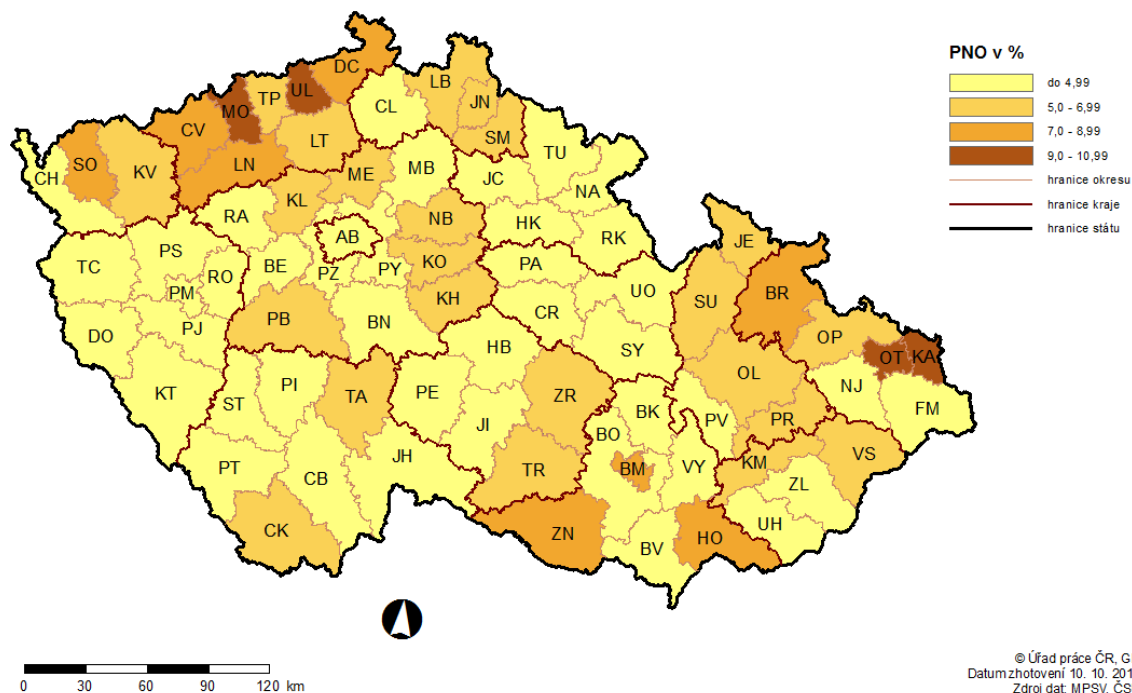 PNO v %
do 4,99
5,0 - 6,99
7,0 - 8,99
9,0 - 10,99
hranice okresu
hranice kraje
hranice státu
DC
UL
LB
MO
TP
CL
JN
CV
LT
SM
SO
KV
LN
TU
CH
ME
MB
JC
KL
NA
RA
NB
HK
AB
RK
JE
PS
KO
TC
RO
BE
PZ
PY
PA
PM
KH
UO
SU
BR
PB
BN
CR
DO
PJ
OP
HB
SY
OT
KA
KT
PI
OL
NJ
ST
TA
PE
ZR
BK
FM
JI
PV
PR
BO
JH
VS
PT
TR
BM
VY
KM
CB
ZL
CK
UH
ZN
HO
BV
0 30 60 90 120 km
© Úřad práce ČR, G
Datum zhotovení 10. 10. 201
Zdroj dat: MPSV, ČS